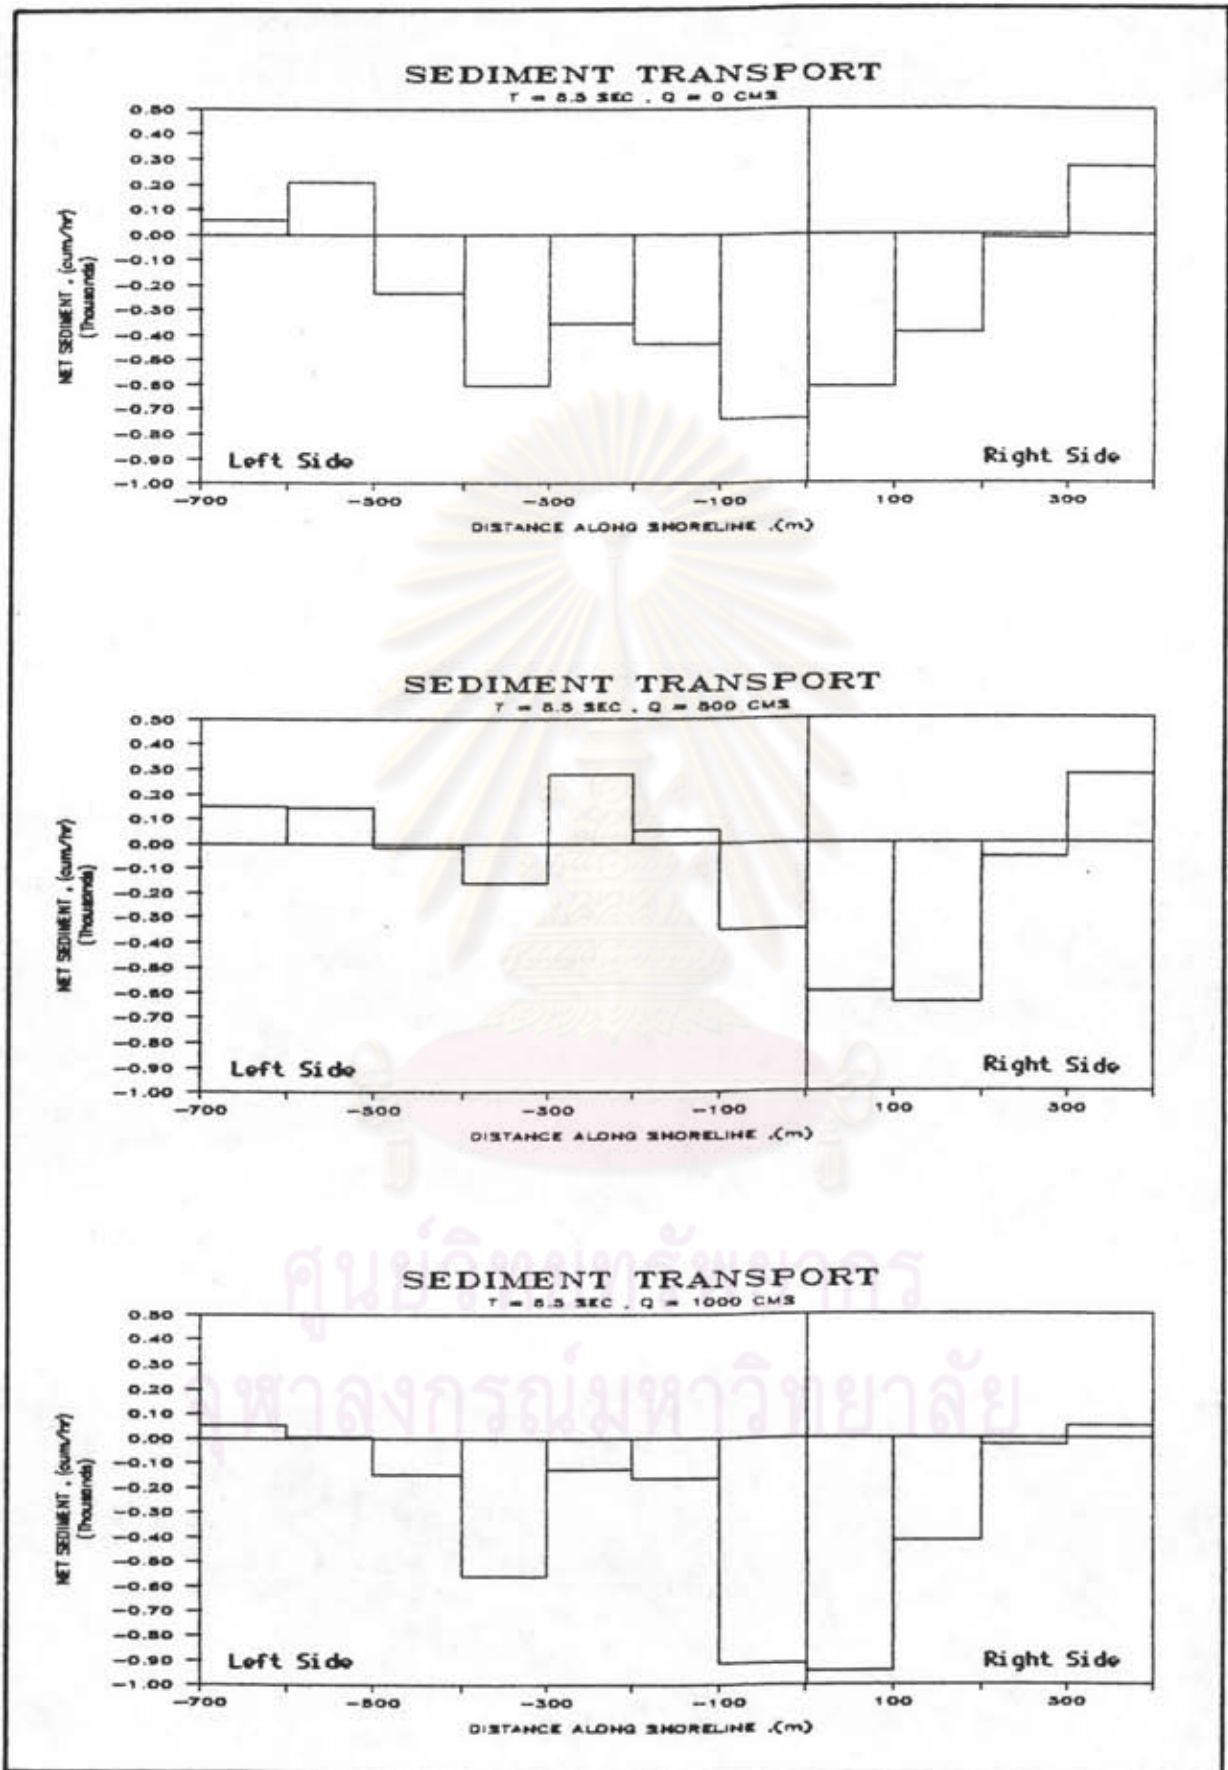 SEDIMENT TRANSPORT
T = 5.5 SEC , Q = 0 CMS
0.50
0.40
0.30
0.20
0.10
0.00
-0.10
-0.20
-0.30
-0.40
-0.50
-0.60
-0.70
-0.80
-0.90
-1.00
NET SEDIMENT , (cum/hr)
(Thousands)
Left Side
Right Side
-700 -500 -300 -100 100 300
DISTANCE ALONG SHORELINE ,(m)
SEDIMENT TRANSPORT
T = 5.5 SEC , Q = 500 CMS
0.50
0.40
0.30
0.20
0.10
0.00
-0.10
-0.20
-0.30
-0.40
-0.50
-0.60
-0.70
-0.80
-0.90
-1.00
NET SEDIMENT , (cum/hr)
(Thousands)
Left Side
Right Side
-700 -500 -300 -100 100 300
DISTANCE ALONG SHORELINE ,(m)
ศูนย์วิทยทรัพยากร
จุฬาลงกรณ์มหาวิทยาลัย
SEDIMENT TRANSPORT
T = 5.5 SEC , Q = 1000 CMS
0.50
0.40
0.30
0.20
0.10
0.00
-0.10
-0.20
-0.30
-0.40
-0.50
-0.60
-0.70
-0.80
-0.90
-1.00
NET SEDIMENT , (cum/hr)
(Thousands)
Left Side
Right Side
-700 -500 -300 -100 100 300
DISTANCE ALONG SHORELINE ,(m)